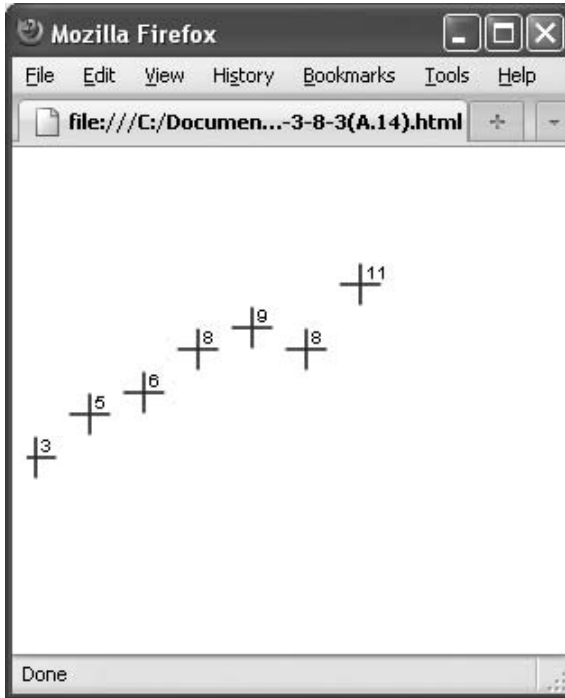 Mozilla Firefox
File Edit View History Bookmarks Tools Help
file:///C:/Documen...-3-8-3(A.14).html
11
9
8 8
6
5
3
Done